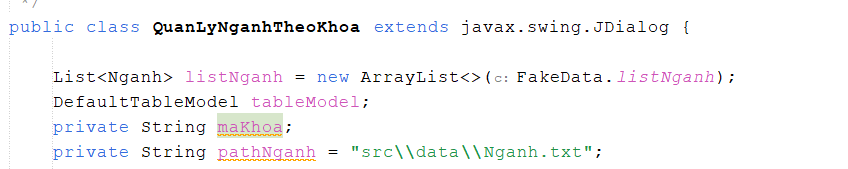 */
public class QuanLyNganhTheoKhoa extends javax.swing.JDialog {
List<Nganh> listNganh = new ArrayList<>(c: FakeData.listNganh);
DefaultTableModel tableModel;
private String maKhoa;
private String pathNganh = "src\\data\\Nganh.txt";